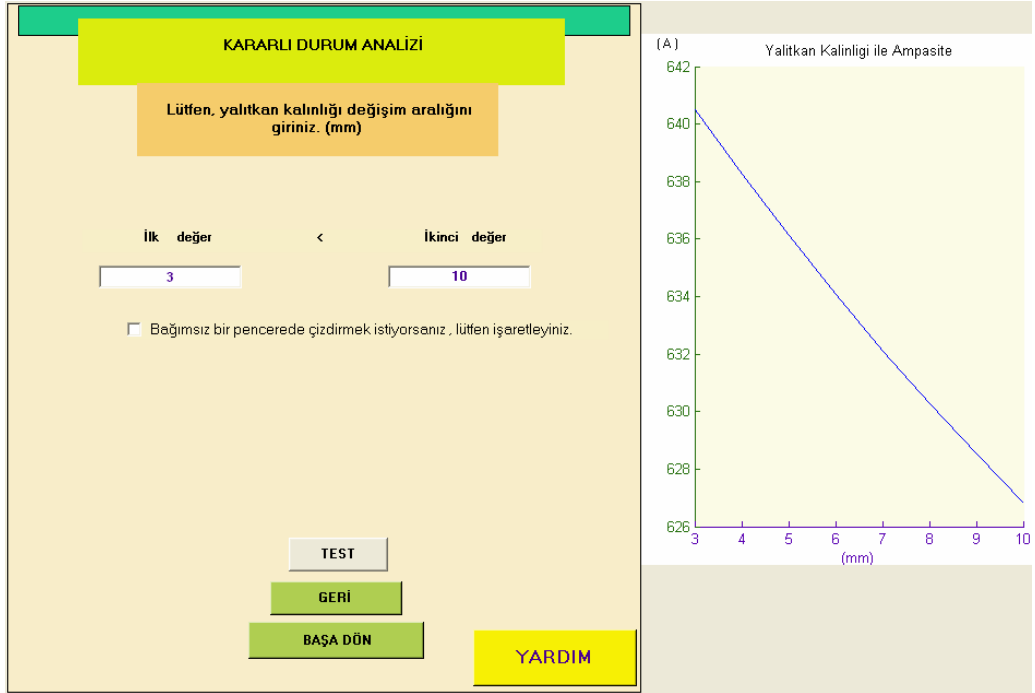 KARARLI DURUM ANALİZİ
Lütfen, yalıtkan kalınlığı değişim aralığını
giriniz. (mm)
İlk değer < İkinci değer
3 10
Bağımsız bir pencerede çizdirmek istiyorsanız , lütfen işaretleyiniz.
TEST
GERİ
BAŞA DÖN
YARDIM
(A) Yalitkan Kalinligi ile Ampasite
642
640
638
636
634
632
630
628
626
3 4 5 6 7 8 9 10
(mm)